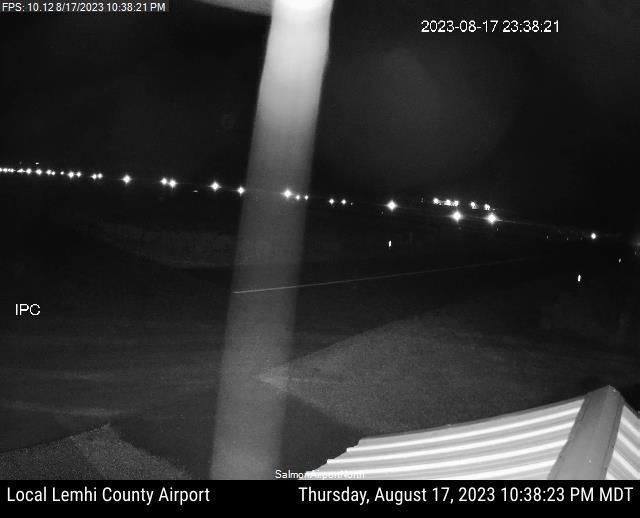 FPS: 10.12 8/17/2023 10:38:21 PM
2023-08-17 23:38:21
IPC
SalmonAirportNorth
Local Lemhi County Airport Thursday, August 17, 2023 10:38:23 PM MDT